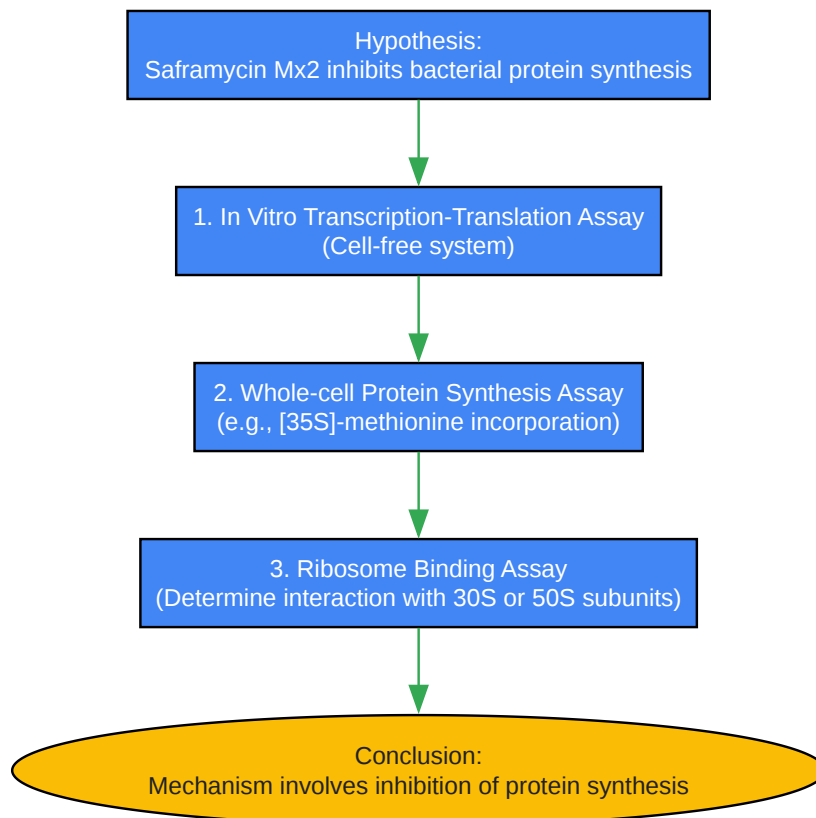 Hypothesis:
Saframycin Mx2 inhibits bacterial protein synthesis
1. In Vitro Transcription-Translation Assay
(Cell-free system)
2. Whole-cell Protein Synthesis Assay
(e.g., [35S]-methionine incorporation)
3. Ribosome Binding Assay
(Determine interaction with 30S or 50S subunits)
Conclusion:
Mechanism involves inhibition of protein synthesis